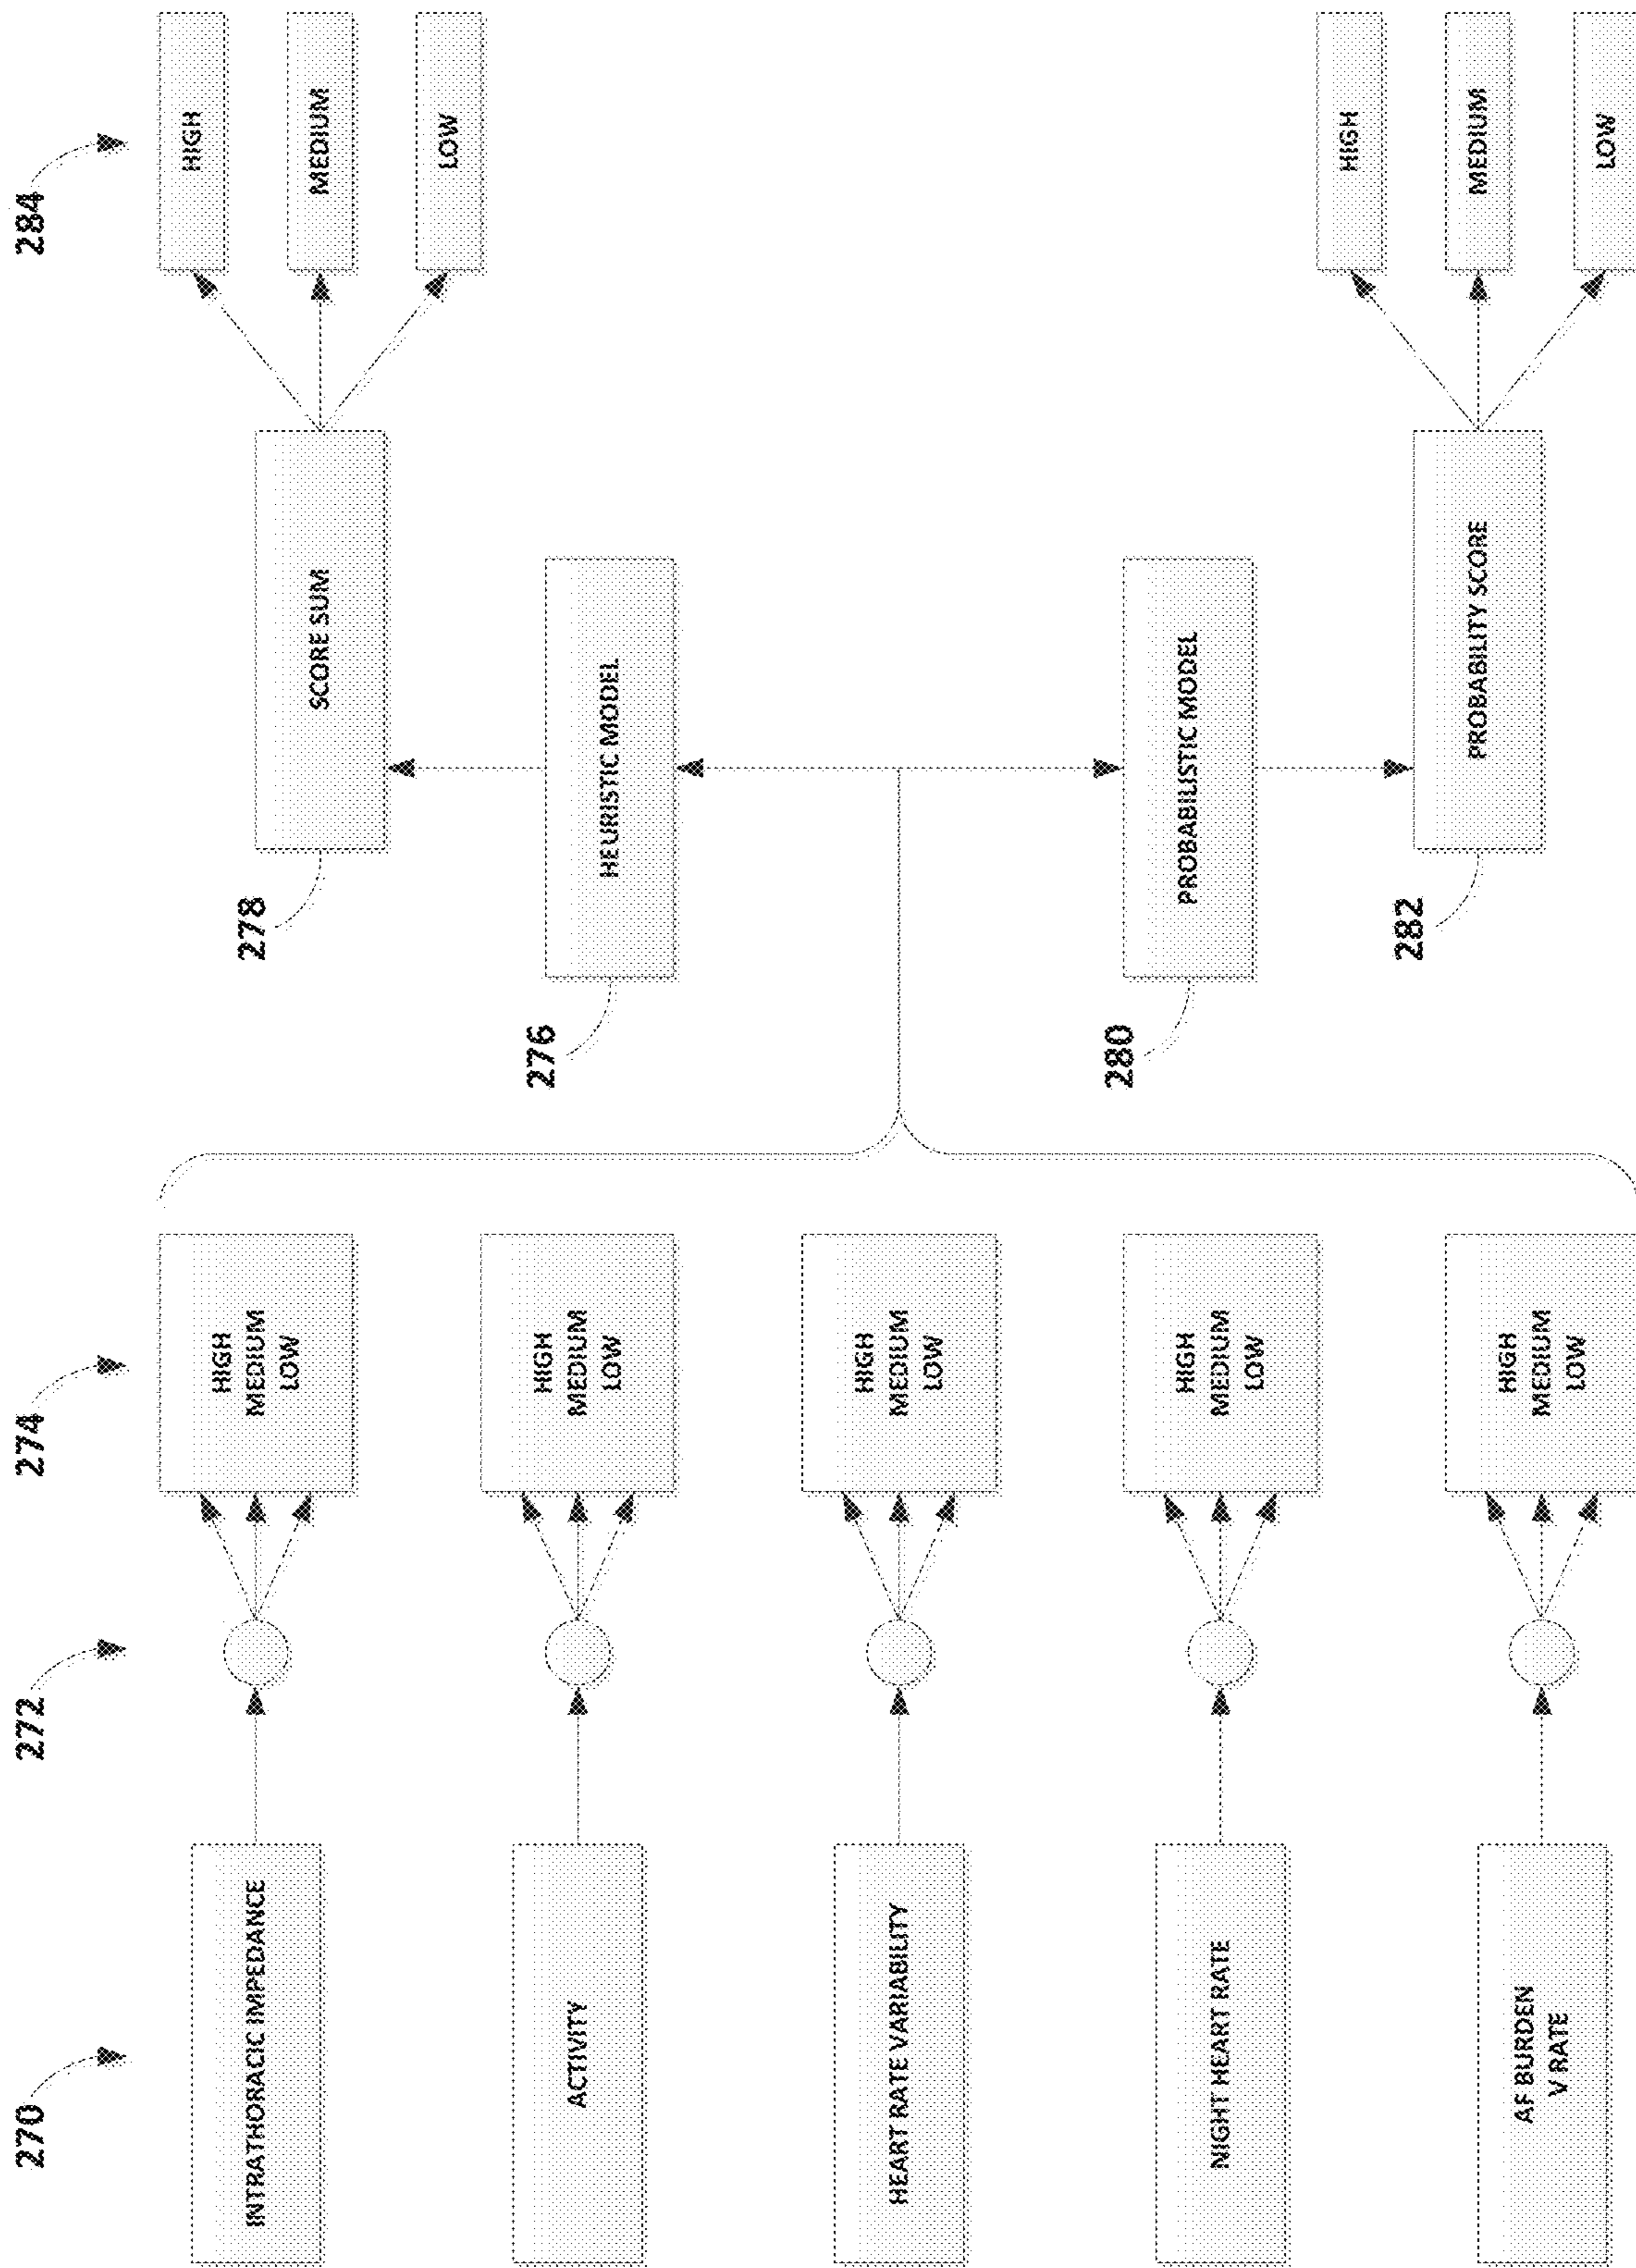 270
272
274
284
INTRATHORACIC IMPEDANCE
HIGH
MEDIUM
LOW
ACTIVITY
HIGH
MEDIUM
LOW
HEART RATE VARIABILITY
HIGH
MEDIUM
LOW
NIGHT HEART RATE
HIGH
MEDIUM
LOW
AF BURDEN
V RATE
HIGH
MEDIUM
LOW
278
SCORE SUM
276
HEURISTIC MODEL
280
PROBABILISTIC MODEL
282
PROBABILITY SCORE
HIGH
MEDIUM
LOW
HIGH
MEDIUM
LOW